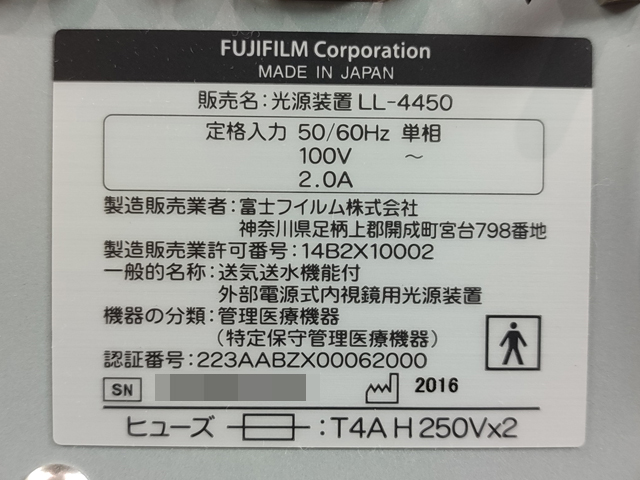 FUJIFILM Corporation
MADE IN JAPAN
販売名：光源装置 LL-4450
定格入力 50/60Hz 単相
100V ～
2.0A
製造販売業者：富士フイルム株式会社
神奈川県足柄上郡開成町宮台798番地
製造販売業許可番号：14B2X10002
一般的名称：送気送水機能付
外部電源式内視鏡用光源装置
機器の分類：管理医療機器
（特定保守管理医療機器）
認証番号：223AABZX00062000
SN
2016
ヒューズ ：T4A H 250Vx2